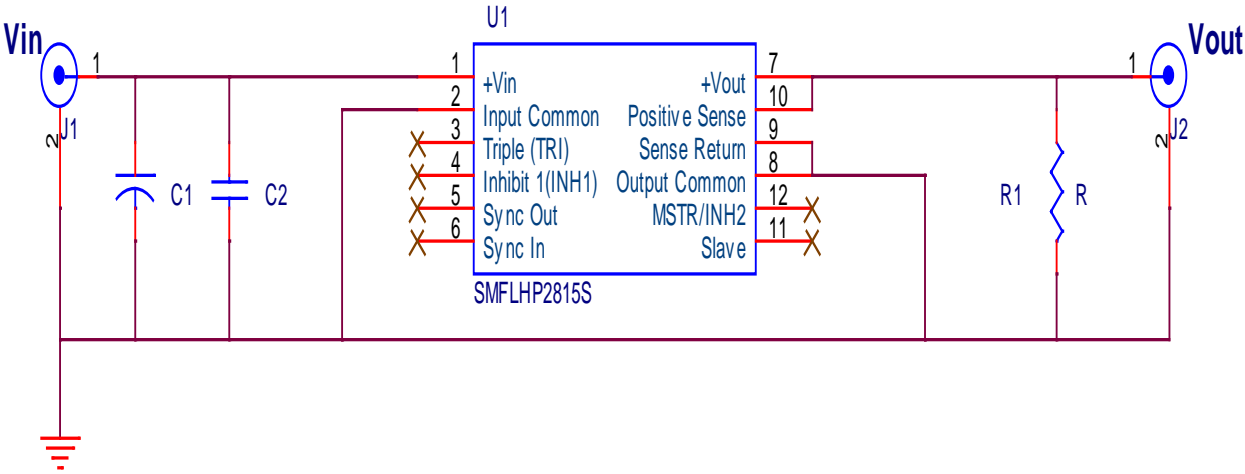 U1
Vin
Vout
1
1
+Vin
+Vout
7
1
2
Input Common
Positive Sense
10
2
J1
3
Triple (TRI)
Sense Return
9
2
J2
4
Inhibit 1(INH1)
Output Common
8
C1
C2
5
Sync Out
MSTR/INH2
12
R1
R
6
Sync In
Slave
11
SMFLHP2815S